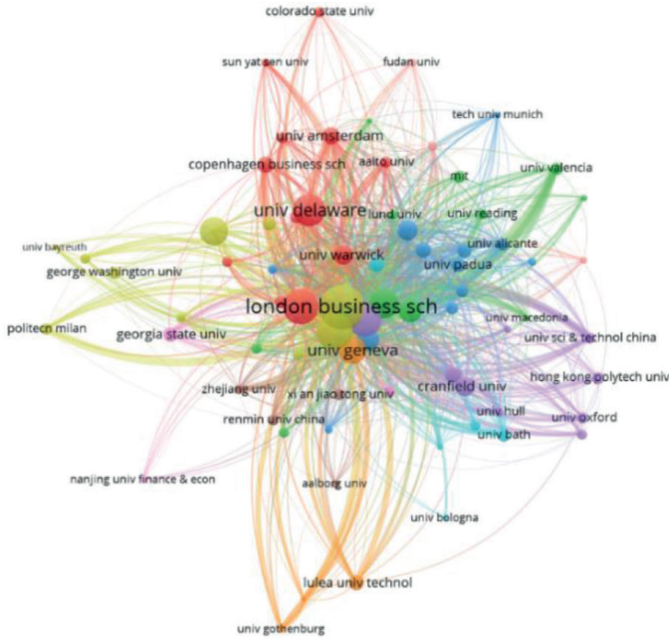 colorado state univ
sun yat sen univ
fudan univ
tech univ munich
univ amsterdam
copenhagen business sch
aalto univ
mit
univ valencia
univ delaware
lund univ
univ reading
univ bayreuth
univ warwick
univ alicante
george washington univ
univ padua
london business sch
politecn milan
georgia state univ
univ macedonia
univ sci & technol china
univ geneva
zhejiang univ
xi an jiao tong univ
cranfield univ
hong kong polytech univ
renmin univ china
univ hull
univ oxford
univ bath
nanjing univ finance & econ
aalborg univ
univ bologna
lulea univ technol
univ gothenburg